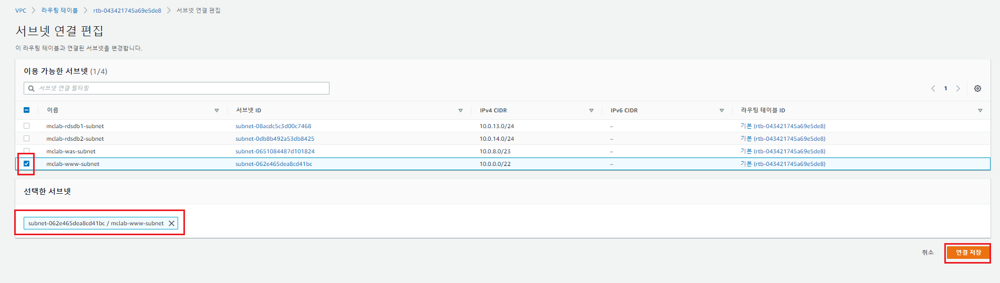 VPC > 라우팅 테이블 > rtb-043421745a69e5de8 > 서브넷 연결 편집
서브넷 연결 편집
이 라우팅 테이블과 연결된 서브넷을 변경합니다.
이용 가능한 서브넷 (1/4)
서브넷 연결 필터링
< 1 >
이름 서브넷 ID IPv4 CIDR IPv6 CIDR 라우팅 테이블 ID
mclab-rdsdb1-subnet subnet-08acdc5c3d00c7468 10.0.13.0/24 – 기본 (rtb-043421745a69e5de8)
mclab-rdsdb2-subnet subnet-0db8b492a53db8425 10.0.14.0/24 – 기본 (rtb-043421745a69e5de8)
mclab-was-subnet subnet-0651084487d101824 10.0.8.0/23 – 기본 (rtb-043421745a69e5de8)
mclab-www-subnet subnet-062e465dea8cd41bc 10.0.0.0/22 – 기본 (rtb-043421745a69e5de8)
선택한 서브넷
subnet-062e465dea8cd41bc / mclab-www-subnet
취소 연결 저장